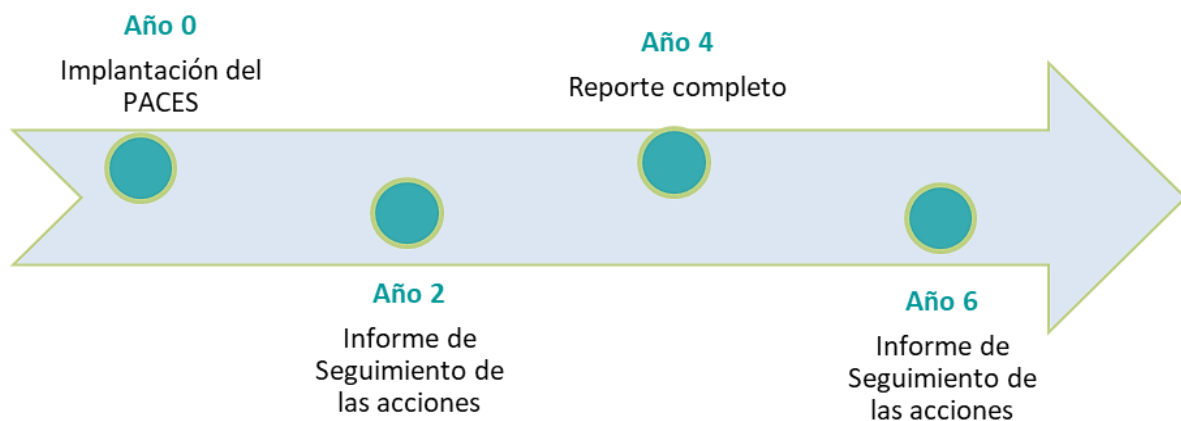 Año 0
Implantación del
PACES
Año 2
Informe de
Seguimiento de
las acciones
Año 4
Reporte completo
Año 6
Informe de
Seguimiento de
las acciones